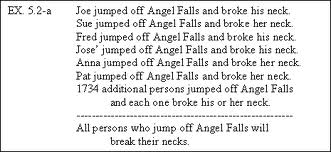 EX. 5.2-a Joe jumped off Angel Falls and broke his neck.
Sue jumped off Angel Falls and broke her neck.
Fred jumped off Angel Falls and broke his neck.
Jose’ jumped off Angel Falls and broke his neck.
Anna jumped off Angel Falls and broke her neck.
Pat jumped off Angel Falls and broke her neck.
1734 additional persons jumped off Angel Falls
and each one broke his or her neck.
--------------------------------------------------------
All persons who jump off Angel Falls will
break their necks.